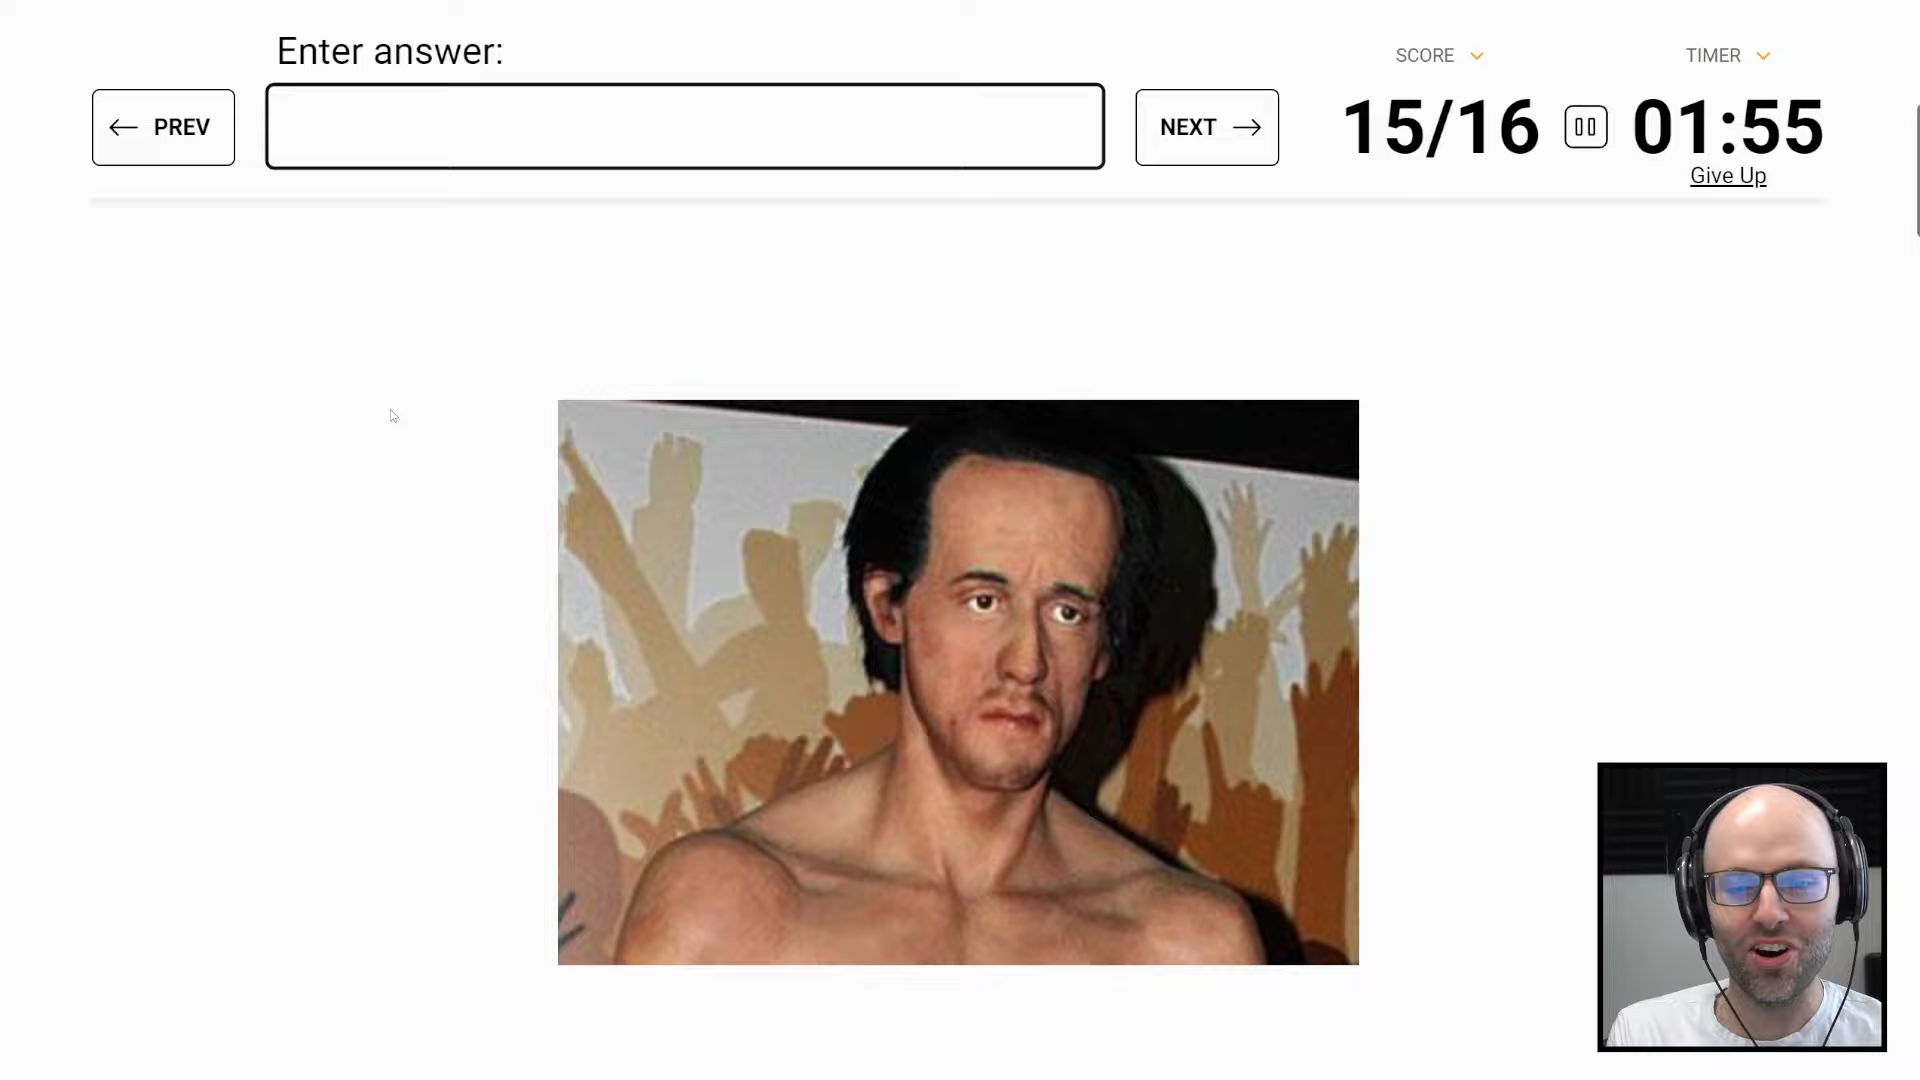 Enter answer:
SCORE
TIMER
PREV
NEXT
15/16
01:55
Give Up